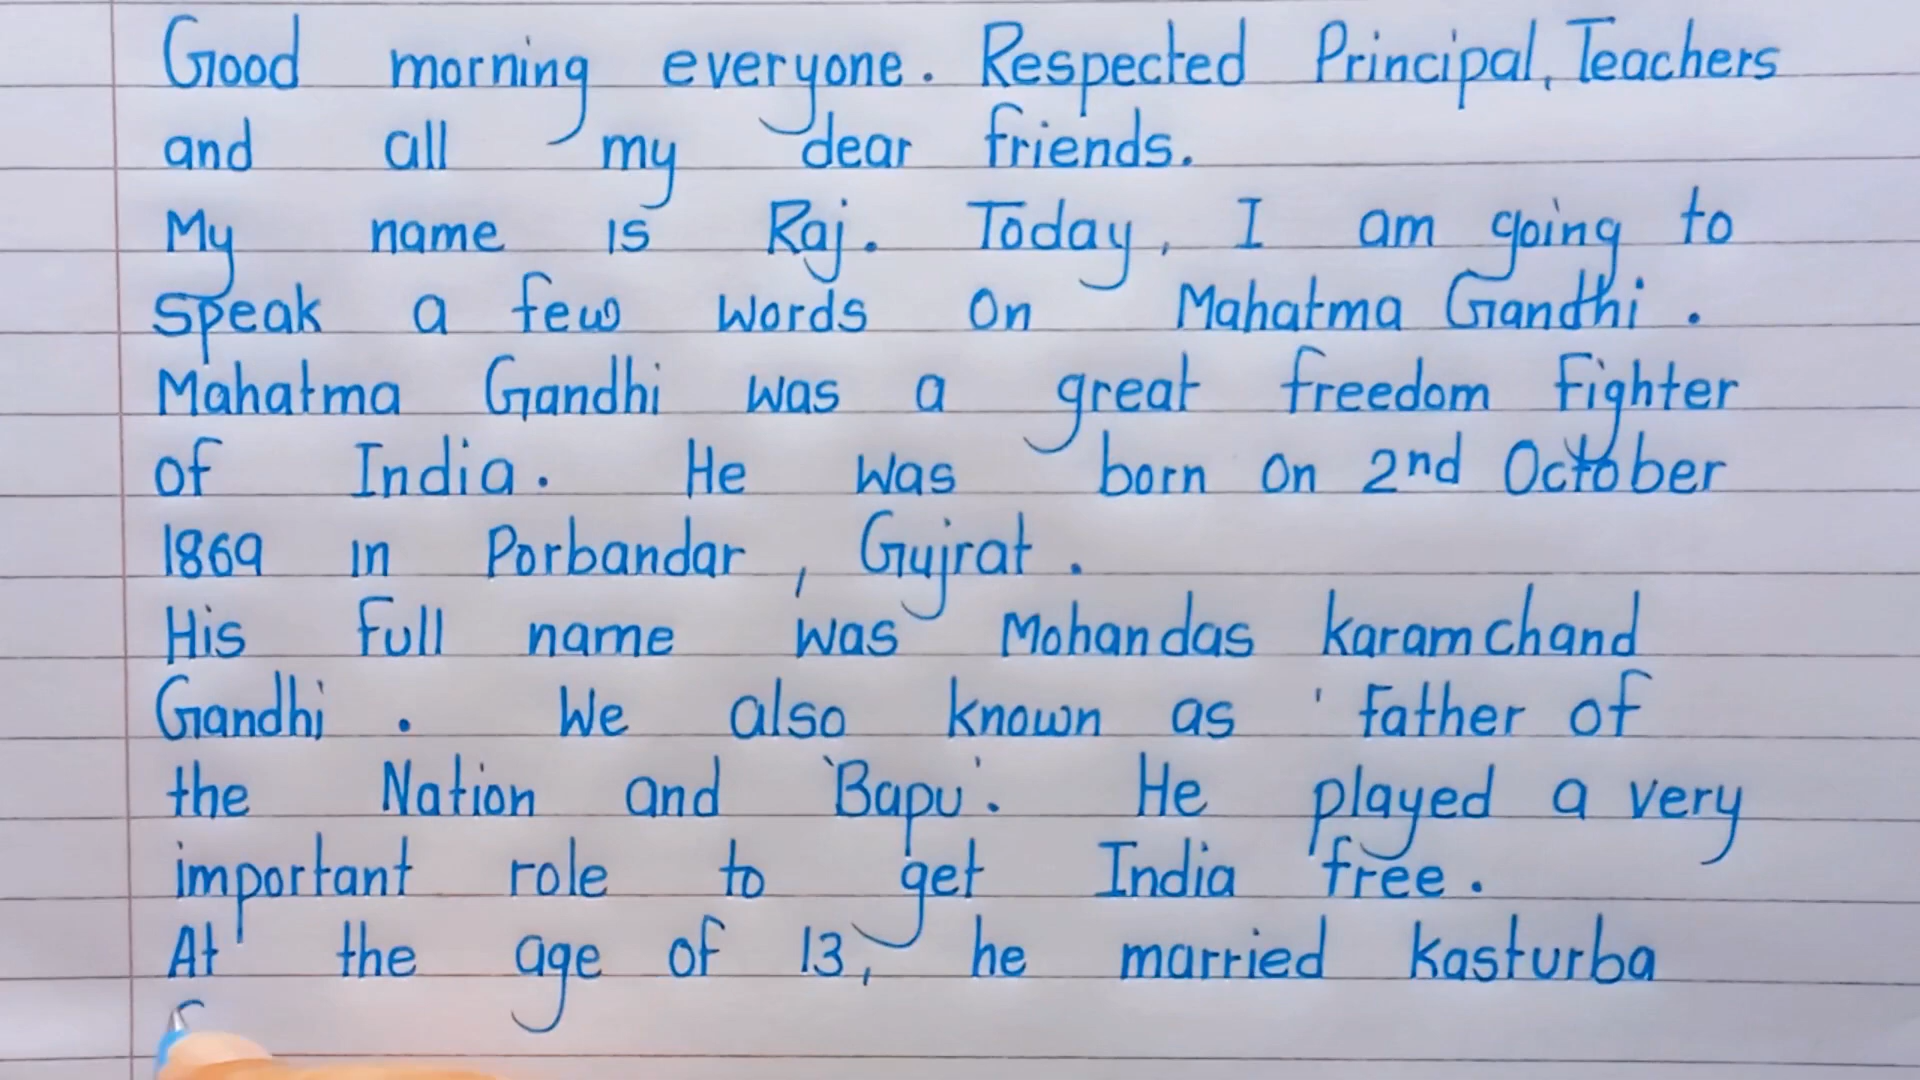 Good morning everyone. Respected Principal, Teachers
and all my dear friends.
My name is Raj. Today, I am going to
speak a few words on Mahatma Gandhi.
Mahatma Gandhi was a great freedom fighter
of India. He was born on 2nd October
1869 in Porbandar, Gujrat.
His full name was Mohandas karamchand
Gandhi. We also known as 'father of
the Nation and 'Bapu'. He played a very
important role to get India free.
At the age of 13, he married Kasturba